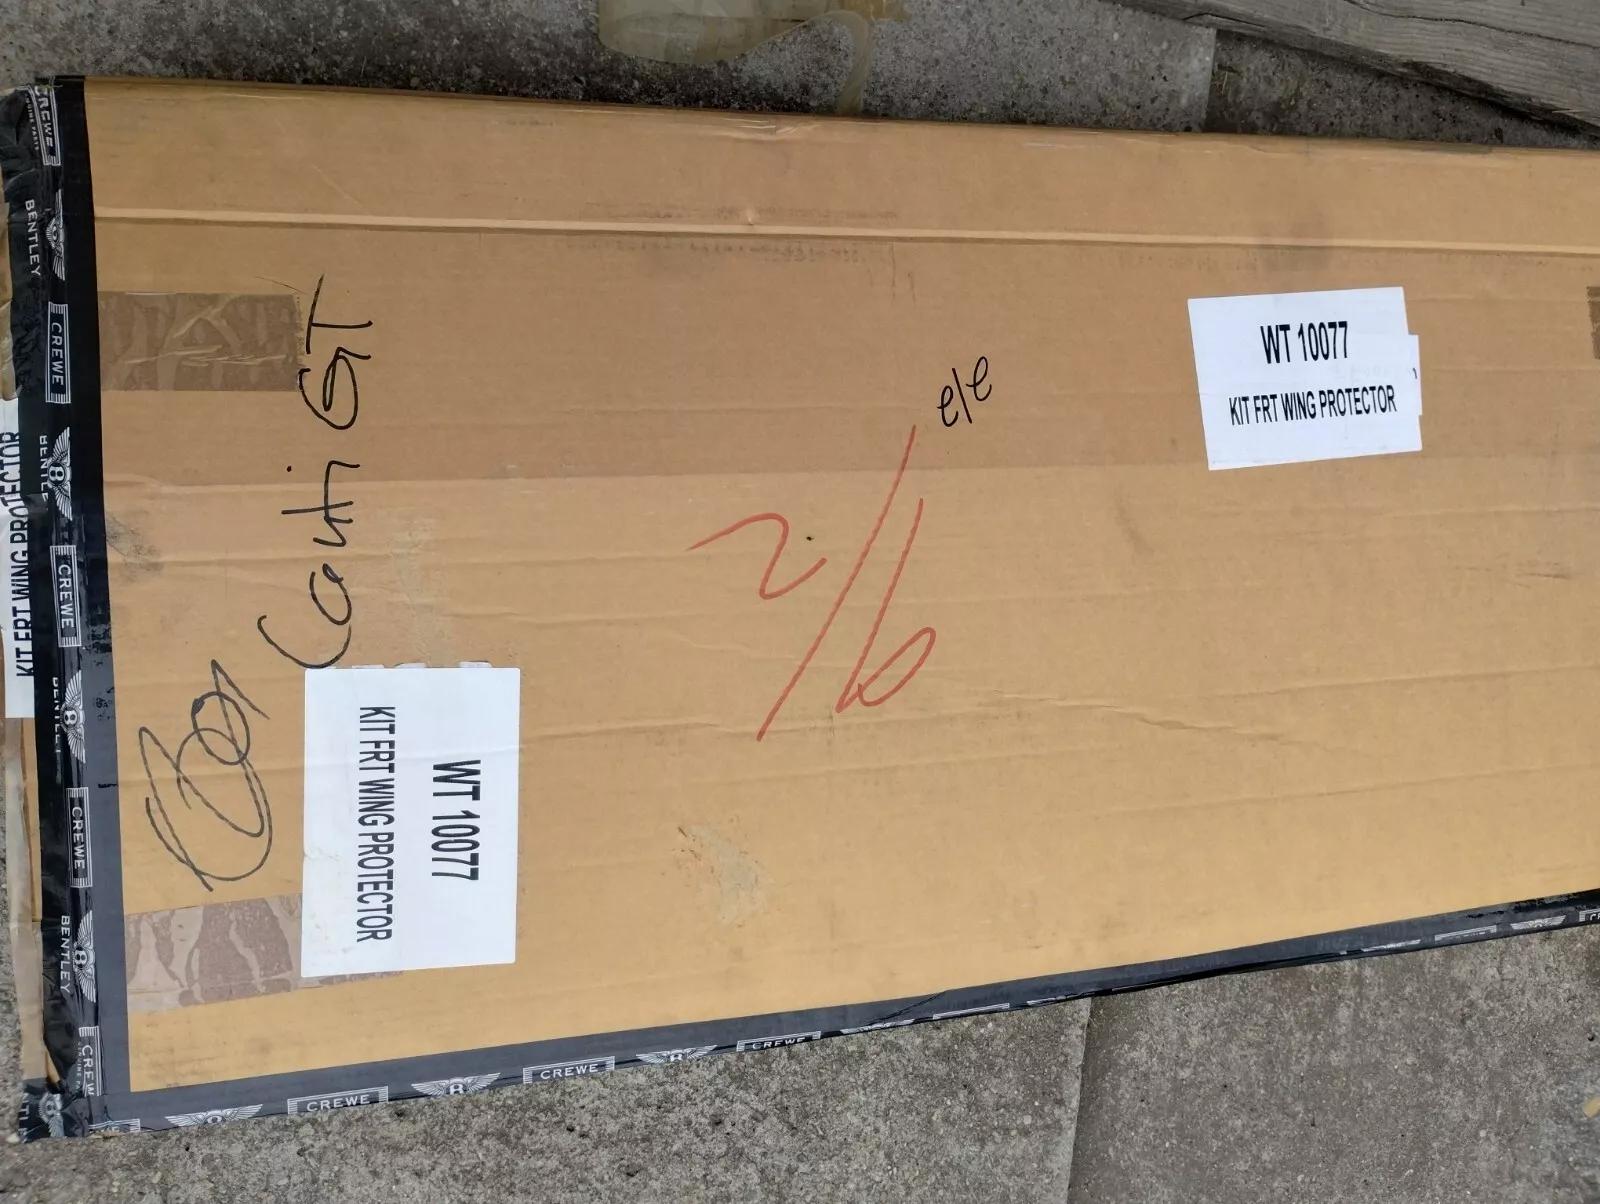 WT 10077
KIT FRT WING PROTECTOR
e/e
2/6
Conti GT
WT 10077
KIT FRT WING PROTECTOR
KIT FRT WING PROTECTOR
CREWE
BENTLEY
CREWE
CREWE
BENTLEY
CREWE
BENTLEY
CREWE
CREWE
CREWE